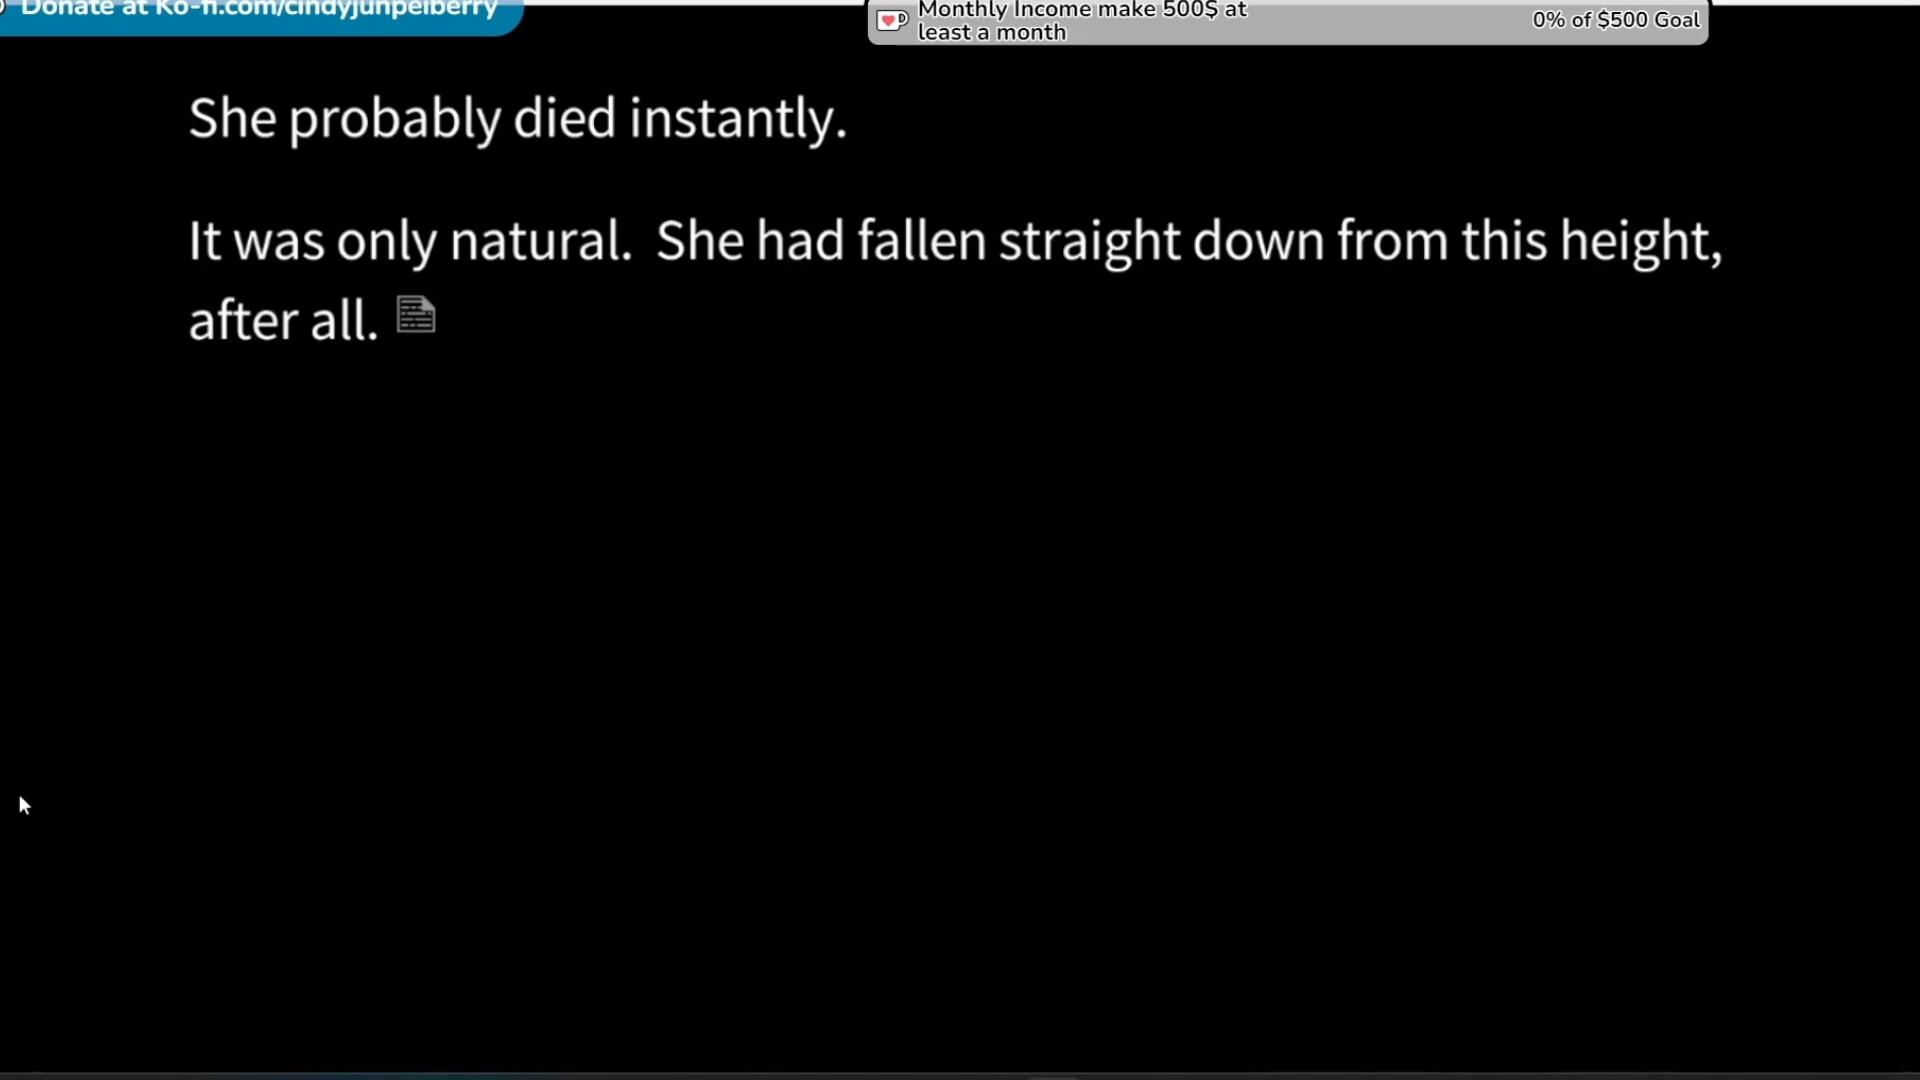 Donate at Ko-fi.com/cindyjunpeiberry
Monthly Income make 500$ at
least a month
0% of $500 Goal
She probably died instantly.
It was only natural.  She had fallen straight down from this height,
after all.